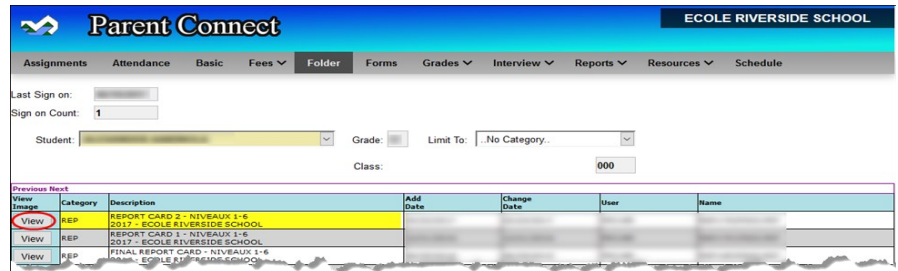 Parent Connect
ECOLE RIVERSIDE SCHOOL
Assignments Attendance Basic Fees Folder Forms Grades Interview Reports Resources Schedule
Last Sign on:
Sign on Count: 1
Student: Grade: Limit To: ..No Category..
Class: 000
Previous Next
View Image Category Description Add Date Change Date User Name
View REP REPORT CARD 2 - NIVEAUX 1-6
2017 - ECOLE RIVERSIDE SCHOOL
View REP REPORT CARD 1 - NIVEAUX 1-6
2017 - ECOLE RIVERSIDE SCHOOL
View REP FINAL REPORT CARD - NIVEAUX 1-6
ECOLE RIVERSIDE SCHOOL